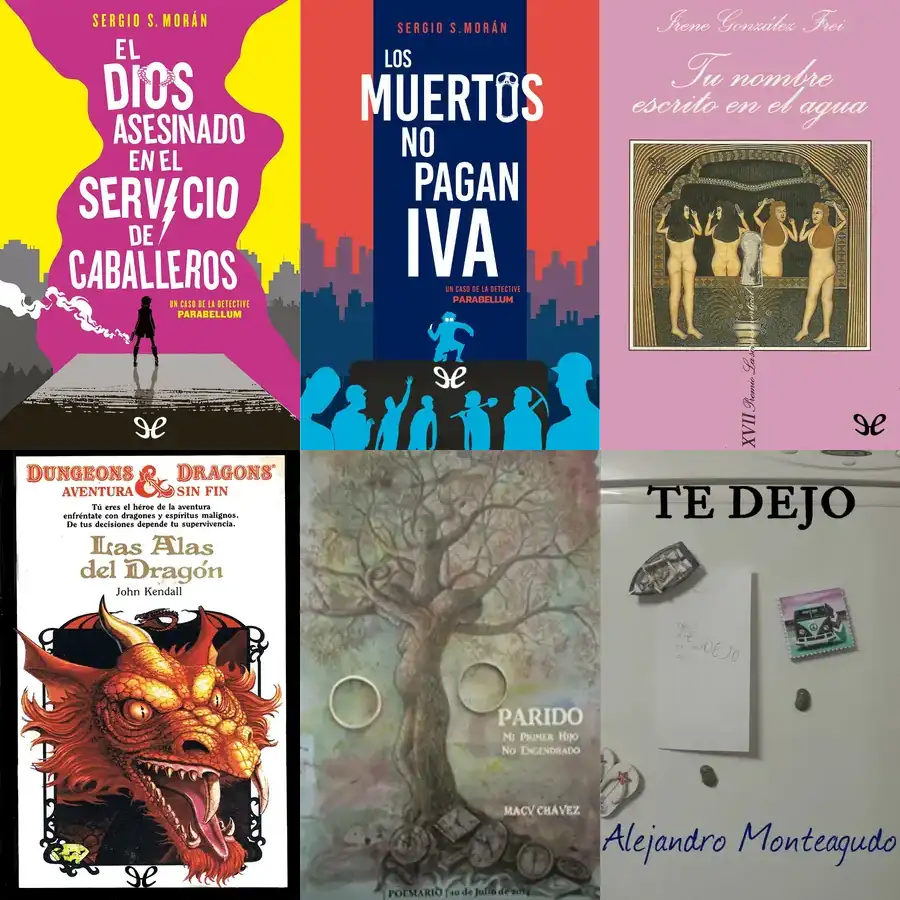 SERGIO S. MORÁN
EL
DIOS
ASESINADO
EN EL
SERVICIO
DE
CABALLEROS
UN CASO DE LA DETECTIVE
PARABELLUM
SERGIO S. MORÁN
LOS
MUERTOS
NO
PAGAN
IVA
UN CASO DE LA DETECTIVE
PARABELLUM
Irene González Frei
Tu nombre
escrito en el agua
XVII Premio La
DUNGEONS & DRAGONS®
AVENTURA SIN FIN
Tú eres el héroe de la aventura
enfréntate con dragones y espíritus malignos.
De tus decisiones depende tu supervivencia.
Las Alas
del Dragón
John Kendall
PARIDO
Mi Primer Hijo
No Engendrado
MACV CHÁVEZ
POEMARIO | 10 de Julio de 2014
TE DEJO
DEJO
Alejandro Monteagudo